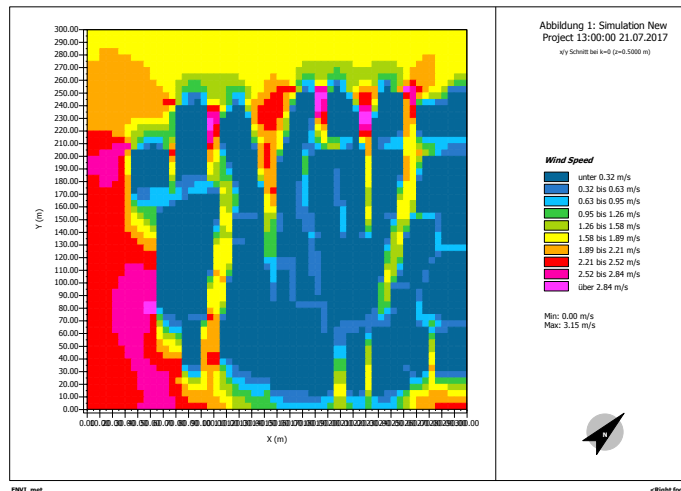 Abbildung 1: Simulation New
Project 13:00:00 21.07.2017
x/y Schnitt bei k=0 (z=0.5000 m)
300.00
290.00
280.00
270.00
260.00
250.00
240.00
230.00
220.00
210.00
200.00
190.00
180.00
170.00
160.00
150.00
140.00
130.00
120.00
110.00
100.00
90.00
80.00
70.00
60.00
50.00
40.00
30.00
20.00
10.00
0.00
Y (m)
X (m)
Wind Speed
unter 0.32 m/s
0.32 bis 0.63 m/s
0.63 bis 0.95 m/s
0.95 bis 1.26 m/s
1.26 bis 1.58 m/s
1.58 bis 1.89 m/s
1.89 bis 2.21 m/s
2.21 bis 2.52 m/s
2.52 bis 2.84 m/s
über 2.84 m/s
Min: 0.00 m/s
Max: 3.15 m/s
N
ENVI_met
<Right foo